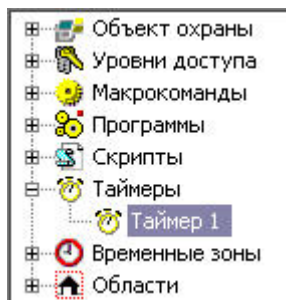 Объект охраны
Уровни доступа
Макрокоманды
Программы
Скрипты
Таймеры
Таймер 1
Временные зоны
Области